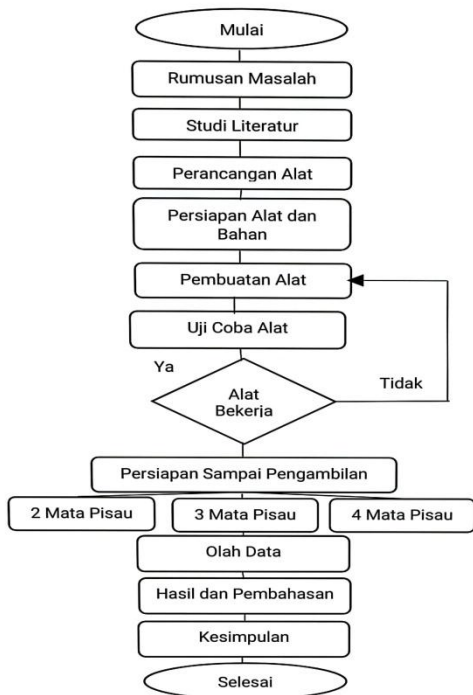 Mulai
Rumusan Masalah
Studi Literatur
Perancangan Alat
Persiapan Alat dan
Bahan
Pembuatan Alat
Uji Coba Alat
Ya
Tidak
Alat
Bekerja
Persiapan Sampai Pengambilan
2 Mata Pisau
3 Mata Pisau
4 Mata Pisau
Olah Data
Hasil dan Pembahasan
Kesimpulan
Selesai